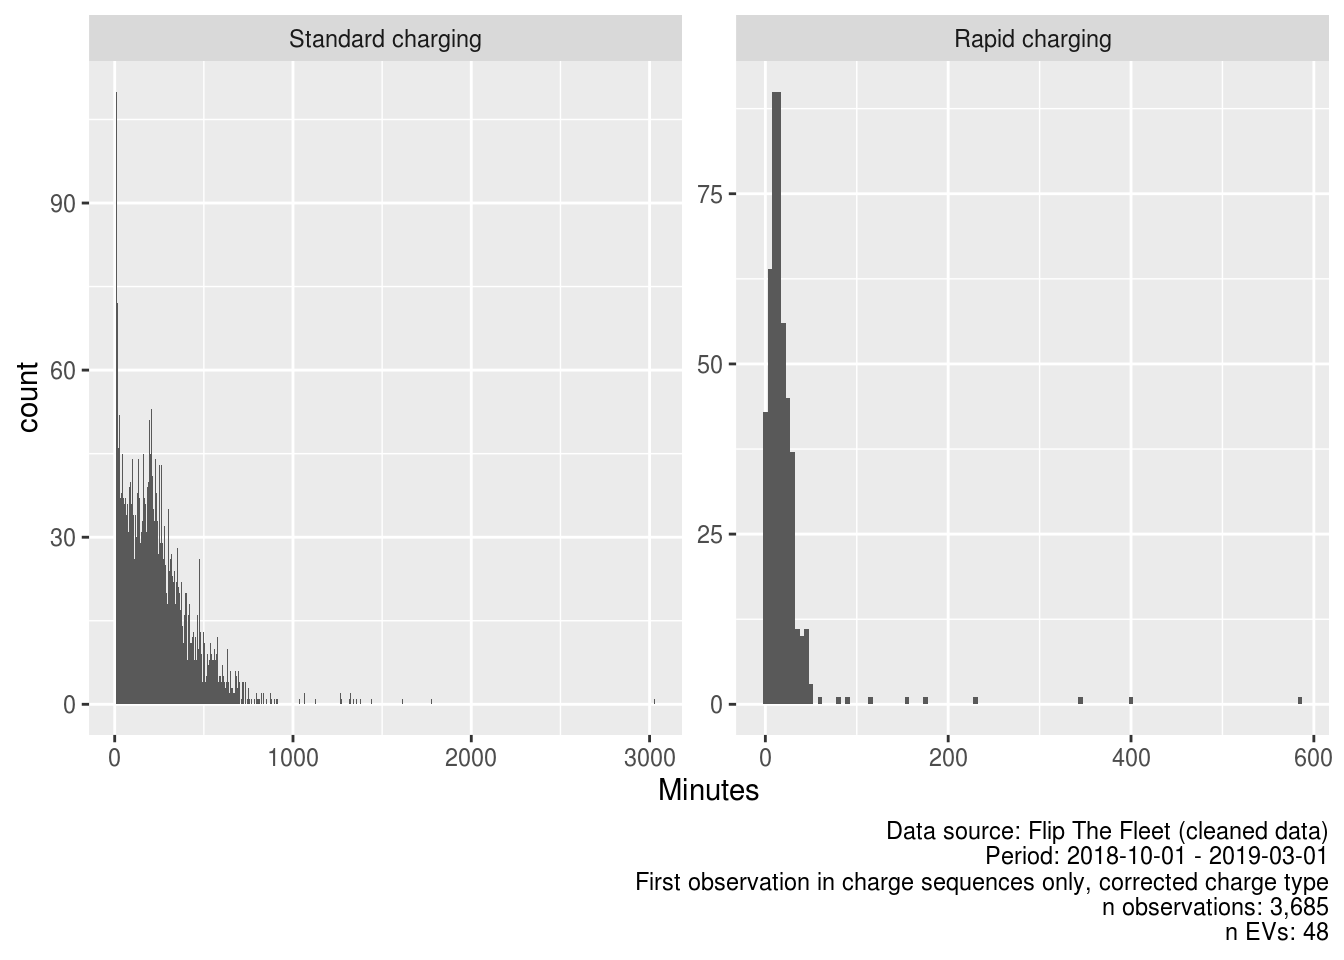 Standard charging
Rapid charging
count
90
60
30
0
0
1000
2000
3000
75
50
25
0
0
200
400
600
Minutes
Data source: Flip The Fleet (cleaned data)
Period: 2018-10-01 - 2019-03-01
First observation in charge sequences only, corrected charge type
n observations: 3,685
n EVs: 48